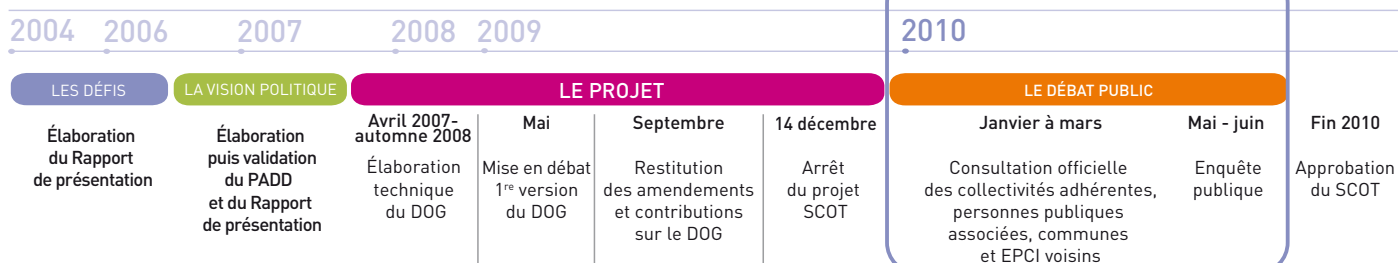 2004 2006 2007 2008 2009 2010
LES DÉFIS LA VISION POLITIQUE LE PROJET LE DÉBAT PUBLIC
Élaboration
du Rapport
de présentation
Élaboration
puis validation
du PADD
et du Rapport
de présentation
Avril 2007-
automne 2008
Élaboration
technique
du DOG
Mai
Mise en débat
1re version
du DOG
Septembre
Restitution
des amendements
et contributions
sur le DOG
14 décembre
Arrêt
du projet
SCOT
Janvier à mars
Consultation officielle
des collectivités adhérentes,
personnes publiques
associées, communes
et EPCI voisins
Mai - juin
Enquête
publique
Fin 2010
Approbation
du SCOT